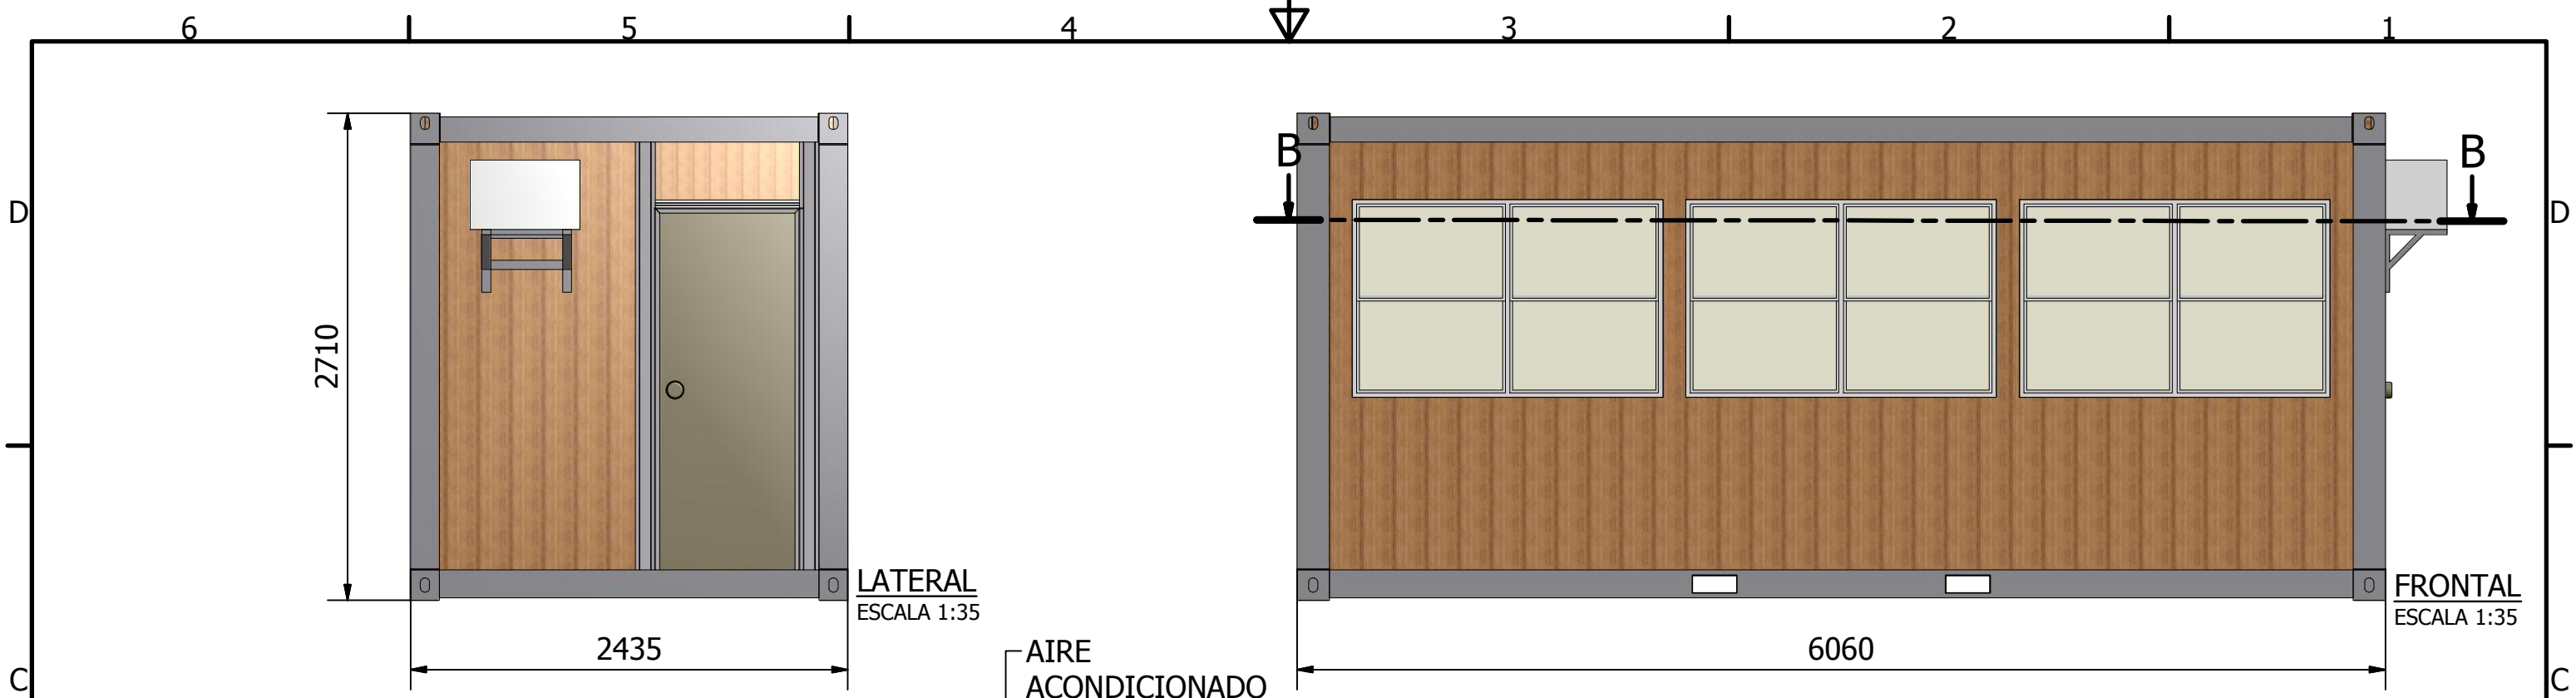 6 5 4 3 2 1
B B
D D
2710
LATERAL
ESCALA 1:35
FRONTAL
ESCALA 1:35
2435
6060
AIRE
ACONDICIONADO
C C